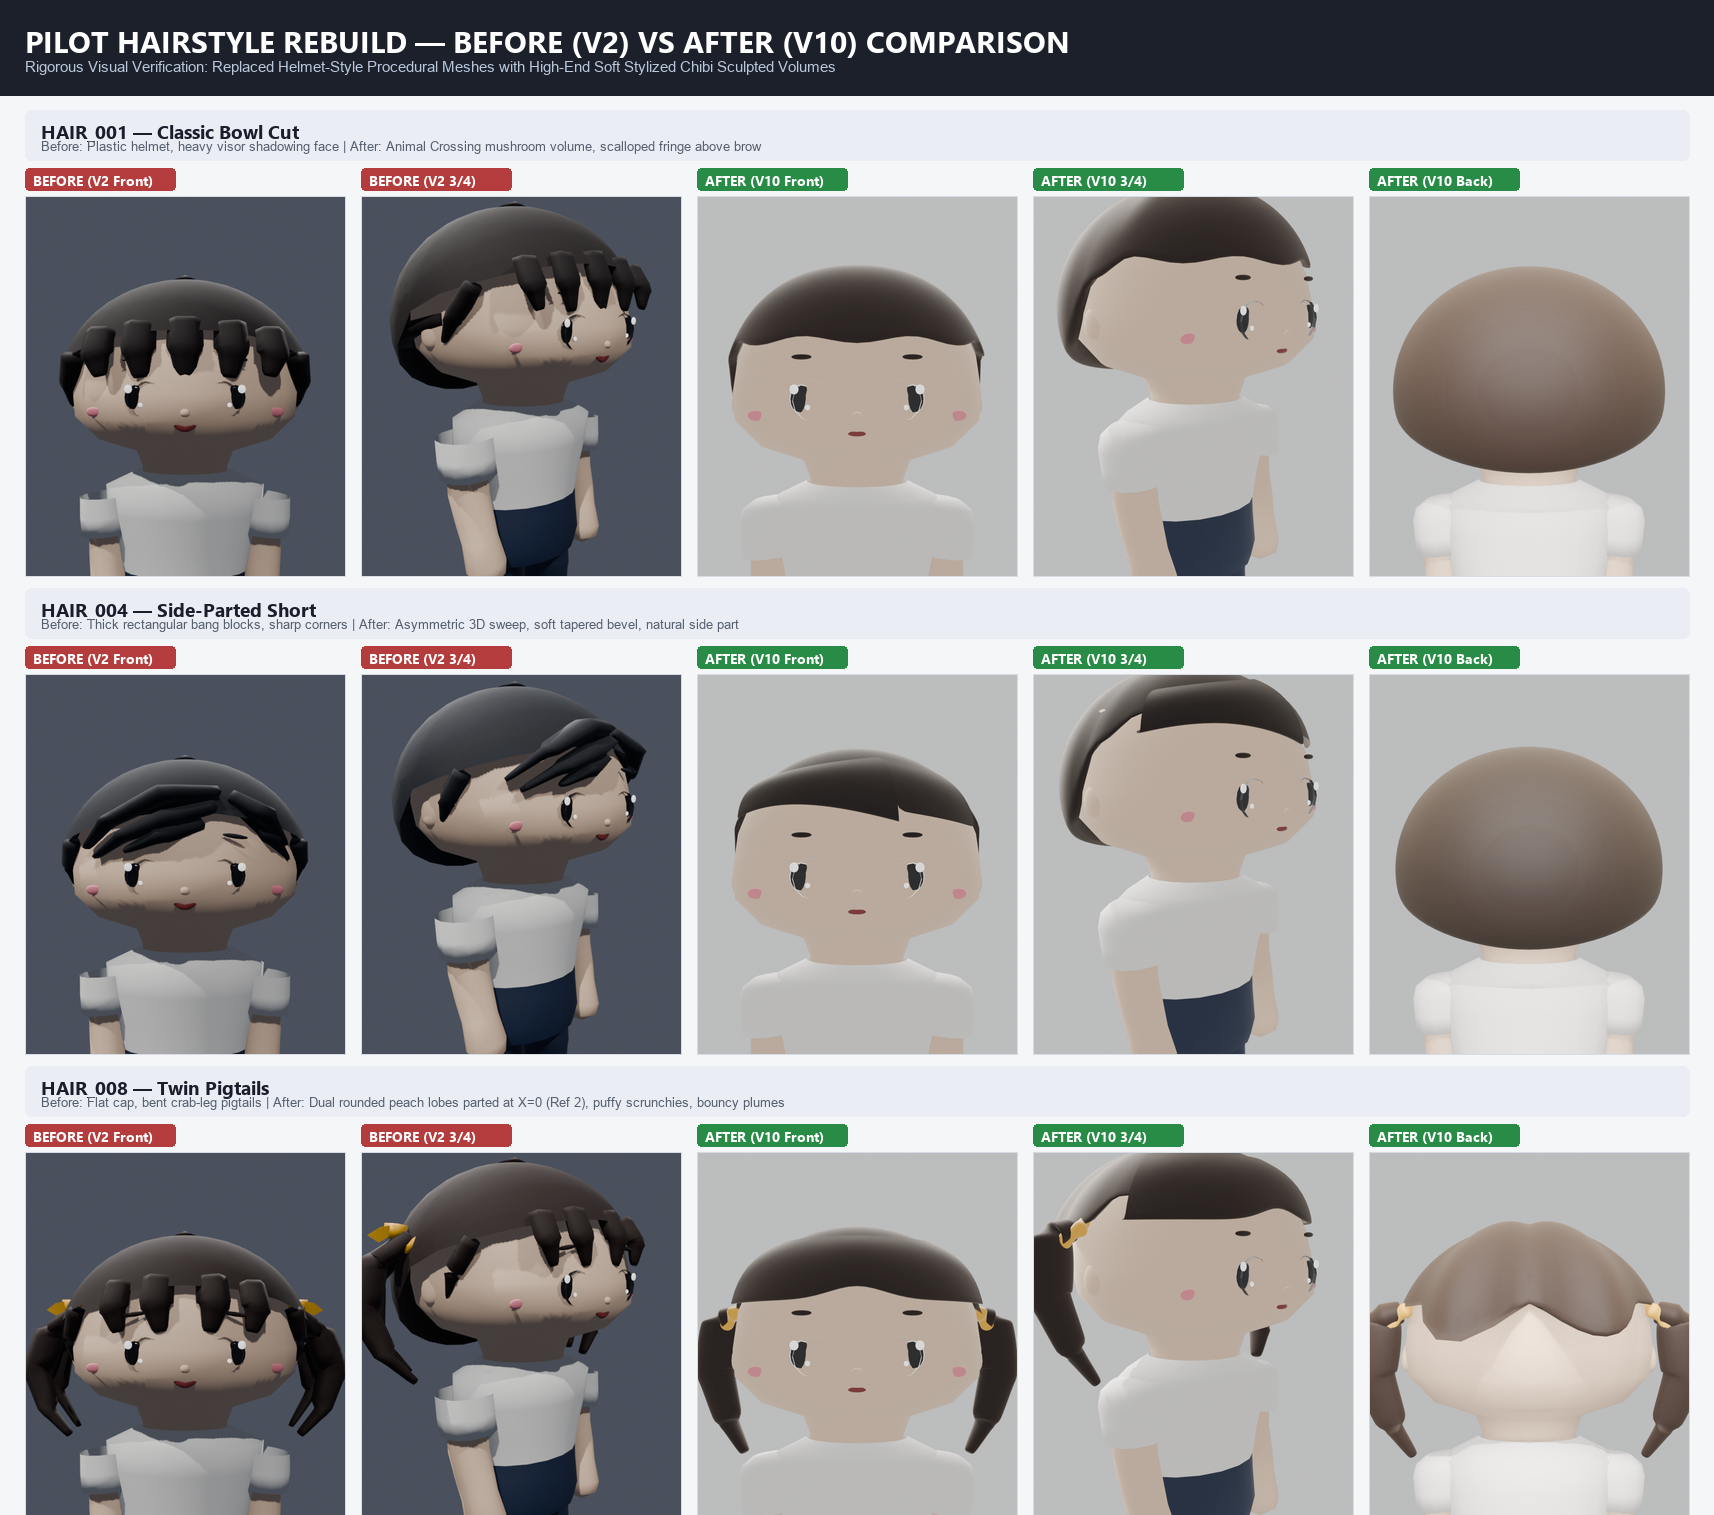 PILOT HAIRSTYLE REBUILD — BEFORE (V2) VS AFTER (V10) COMPARISON
Rigorous Visual Verification: Replaced Helmet-Style Procedural Meshes with High-End Soft Stylized Chibi Sculpted Volumes
HAIR_001 — Classic Bowl Cut
Before: Plastic helmet, heavy visor shadowing face | After: Animal Crossing mushroom volume, scalloped fringe above brow
BEFORE (V2 Front)
BEFORE (V2 3/4)
AFTER (V10 Front)
AFTER (V10 3/4)
AFTER (V10 Back)
HAIR_004 — Side-Parted Short
Before: Thick rectangular bang blocks, sharp corners | After: Asymmetric 3D sweep, soft tapered bevel, natural side part
BEFORE (V2 Front)
BEFORE (V2 3/4)
AFTER (V10 Front)
AFTER (V10 3/4)
AFTER (V10 Back)
HAIR_008 — Twin Pigtails
Before: Flat cap, bent crab-leg pigtails | After: Dual rounded peach lobes parted at X=0 (Ref 2), puffy scrunchies, bouncy plumes
BEFORE (V2 Front)
BEFORE (V2 3/4)
AFTER (V10 Front)
AFTER (V10 3/4)
AFTER (V10 Back)